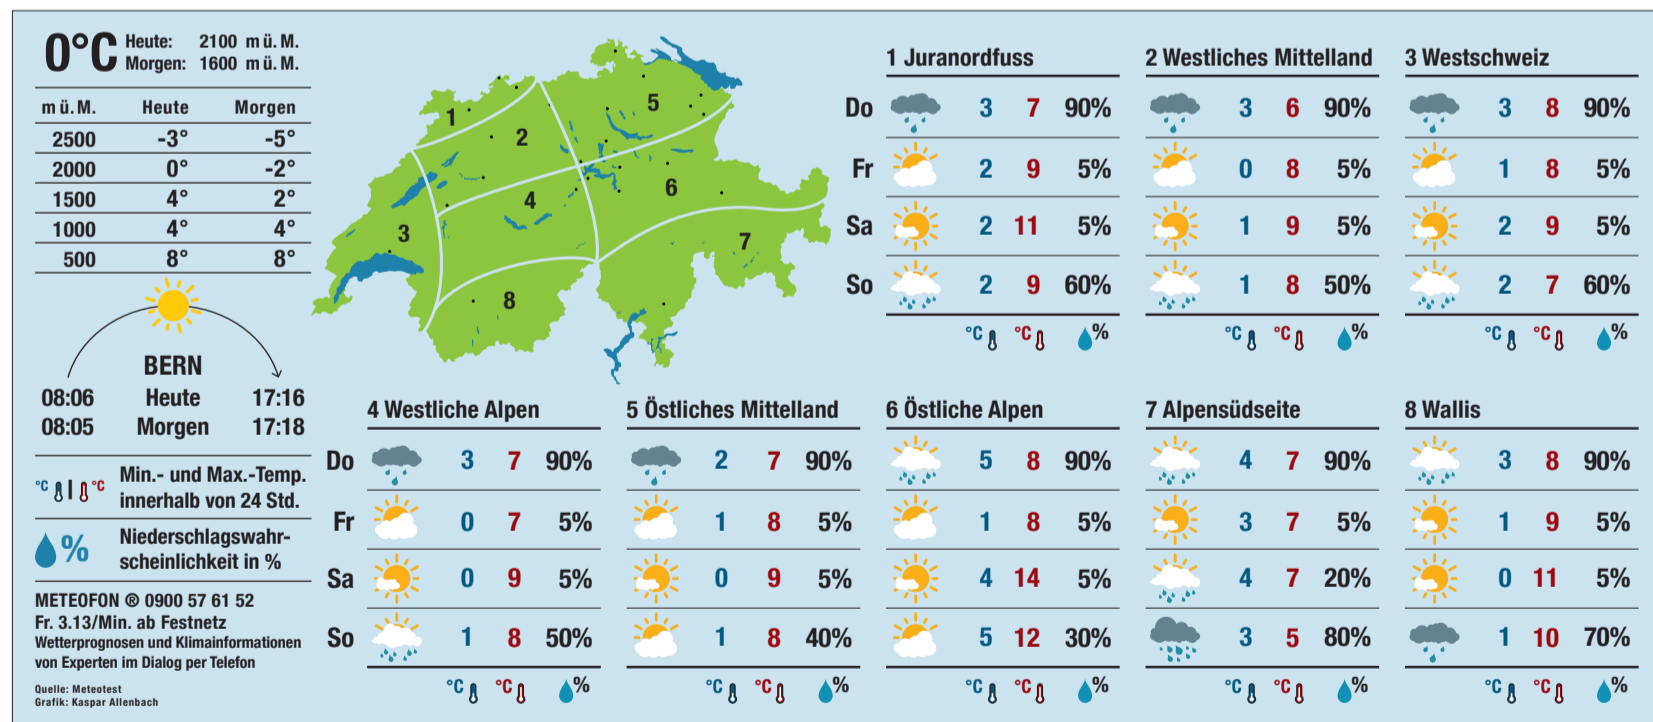 0°C
Heute: 2100 m ü. M.
Morgen: 1600 m ü. M.
m ü. M. Heute Morgen
2500 -3° -5°
2000 0° -2°
1500 4° 2°
1000 4° 4°
500 8° 8°
BERN
08:06 Heute 17:16
08:05 Morgen 17:18
°C | °C Min.- und Max.-Temp.
innerhalb von 24 Std.
% Niederschlagswahr-
scheinlichkeit in %
METEOFON ® 0900 57 61 52
Fr. 3.13/Min. ab Festnetz
Wetterprognosen und Klimainformationen
von Experten im Dialog per Telefon
Quelle: Meteotest
Grafik: Kaspar Allenbach
1
2
3
4
5
6
7
8
1 Juranordfuss 2 Westliches Mittelland 3 Westschweiz
Do 3 7 90% 3 6 90% 3 8 90%
Fr 2 9 5% 0 8 5% 1 8 5%
Sa 2 11 5% 1 9 5% 2 9 5%
So 2 9 60% 1 8 50% 2 7 60%
°C °C % °C °C % °C °C %
4 Westliche Alpen 5 Östliches Mittelland 6 Östliche Alpen 7 Alpensüdseite 8 Wallis
Do 3 7 90% 2 7 90% 5 8 90% 4 7 90% 3 8 90%
Fr 0 7 5% 1 8 5% 1 8 5% 3 7 5% 1 9 5%
Sa 0 9 5% 0 9 5% 4 14 5% 4 7 20% 0 11 5%
So 1 8 50% 1 8 40% 5 12 30% 3 5 80% 1 10 70%
°C °C % °C °C % °C °C % °C °C % °C °C %